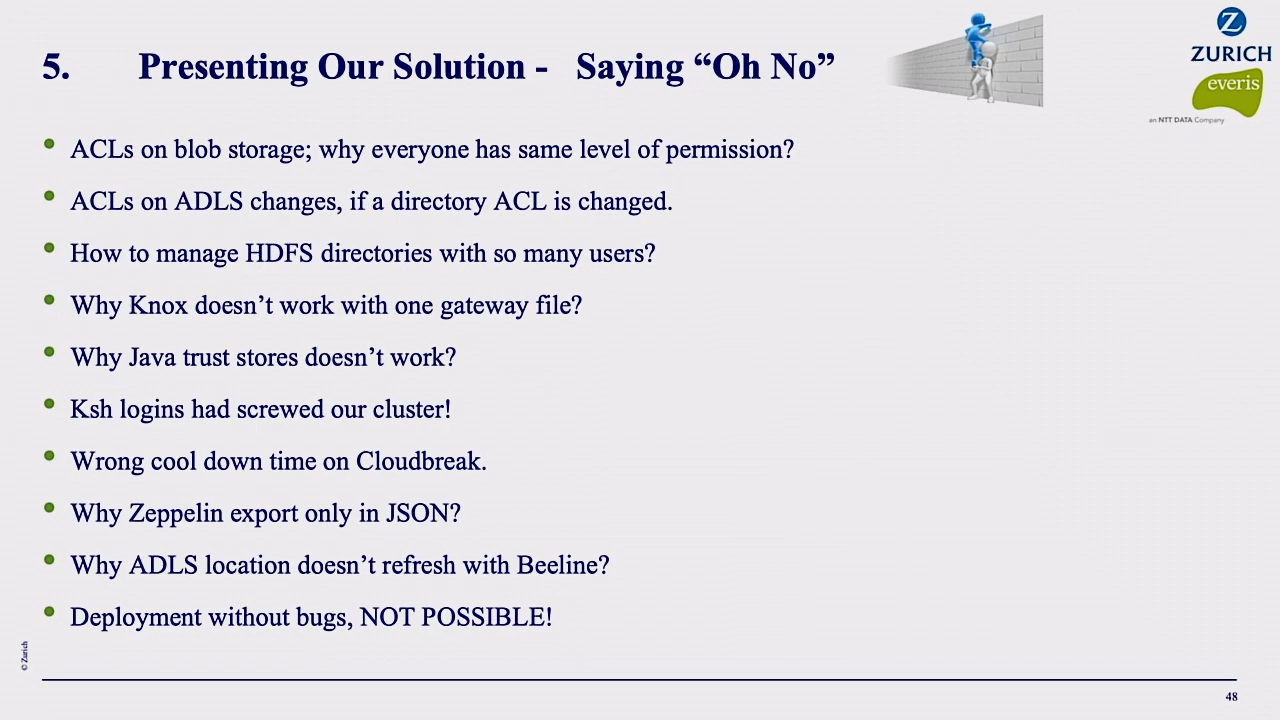 5. Presenting Our Solution - Saying “Oh No”
Z
ZURICH
everis
an NTT DATA Company
ACLs on blob storage; why everyone has same level of permission?
ACLs on ADLS changes, if a directory ACL is changed.
How to manage HDFS directories with so many users?
Why Knox doesn’t work with one gateway file?
Why Java trust stores doesn’t work?
Ksh logins had screwed our cluster!
Wrong cool down time on Cloudbreak.
Why Zeppelin export only in JSON?
Why ADLS location doesn’t refresh with Beeline?
Deployment without bugs, NOT POSSIBLE!
© Zurich
48